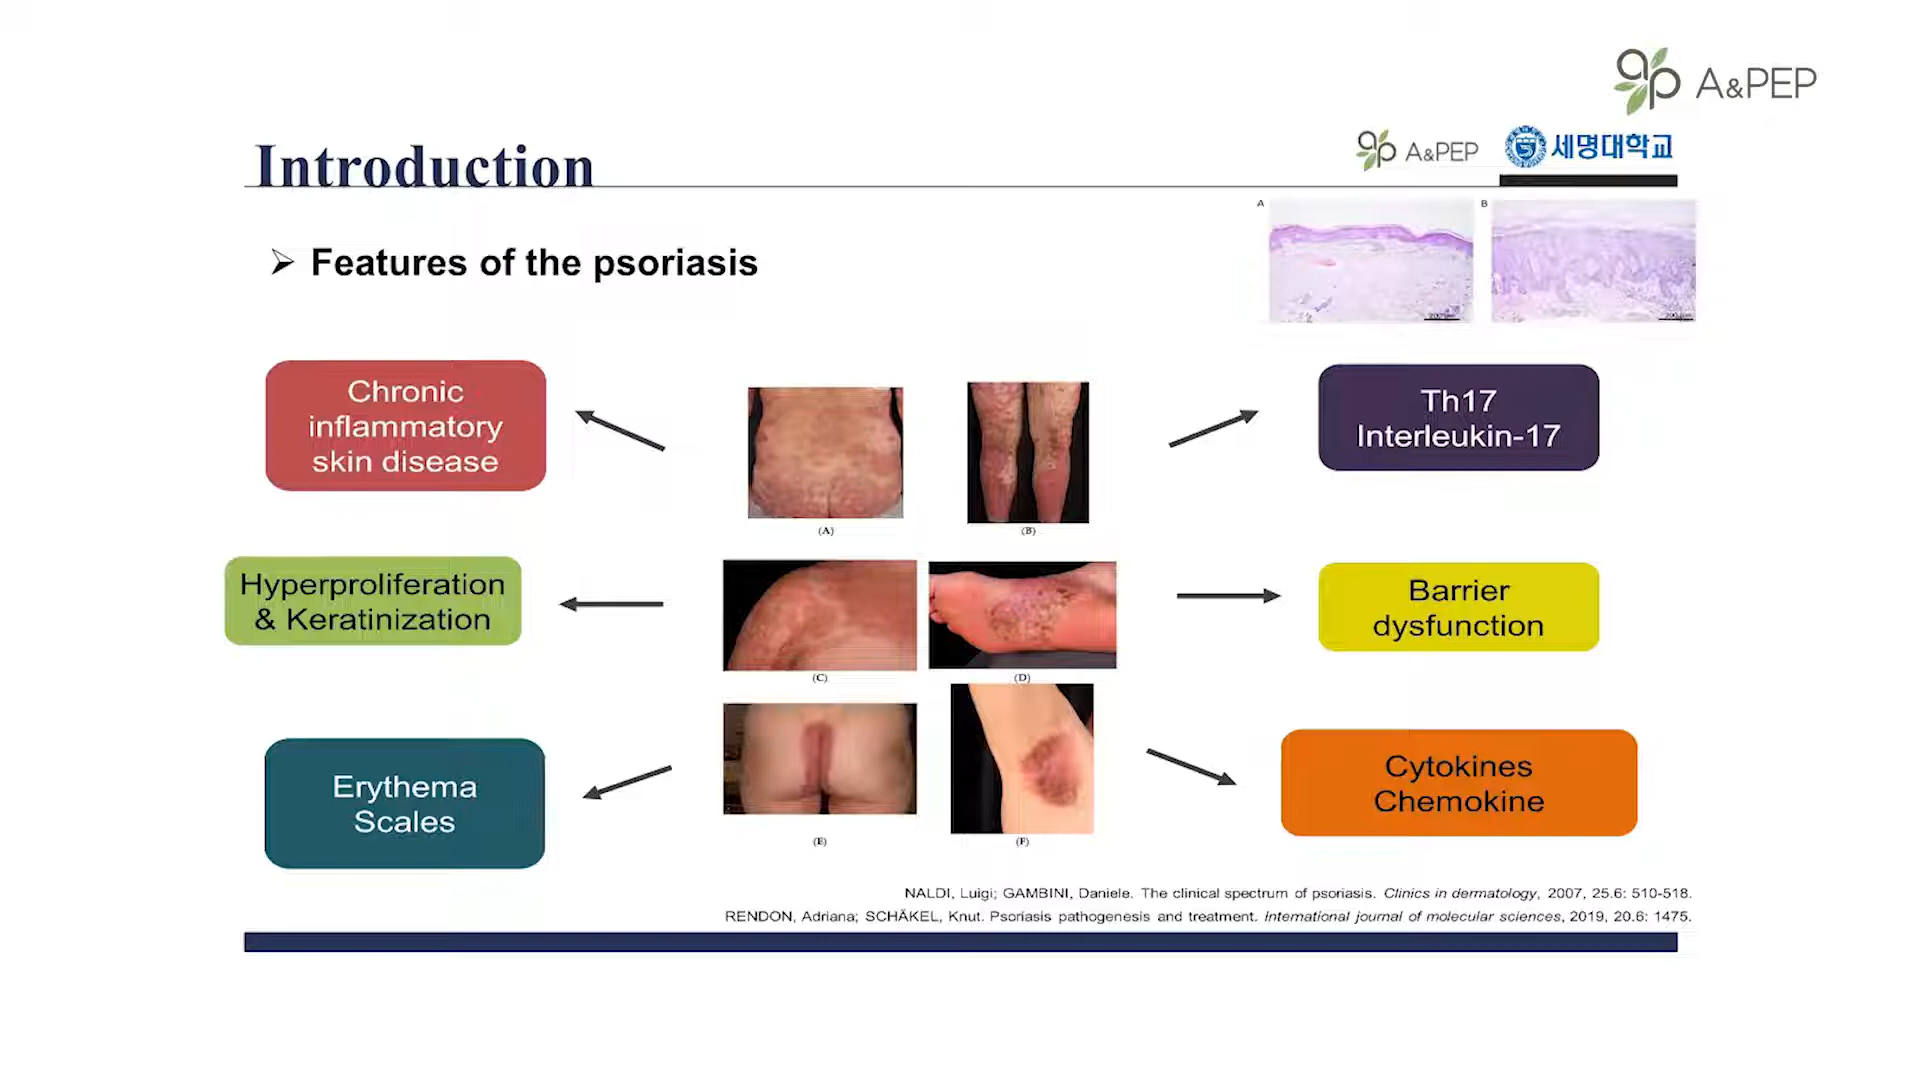 A&PEP
Introduction
A&PEP
세명대학교
A
B
➢ Features of the psoriasis
200 μm
Chronic
inflammatory
skin disease
Th17
Interleukin-17
(A)
(B)
Hyperproliferation
& Keratinization
Barrier
dysfunction
(C)
(D)
Erythema
Scales
Cytokines
Chemokine
(E)
(F)
NALDI, Luigi; GAMBINI, Daniele. The clinical spectrum of psoriasis. Clinics in dermatology, 2007, 25.6: 510-518.
RENDON, Adriana; SCHÄKEL, Knut. Psoriasis pathogenesis and treatment. International journal of molecular sciences, 2019, 20.6: 1475.